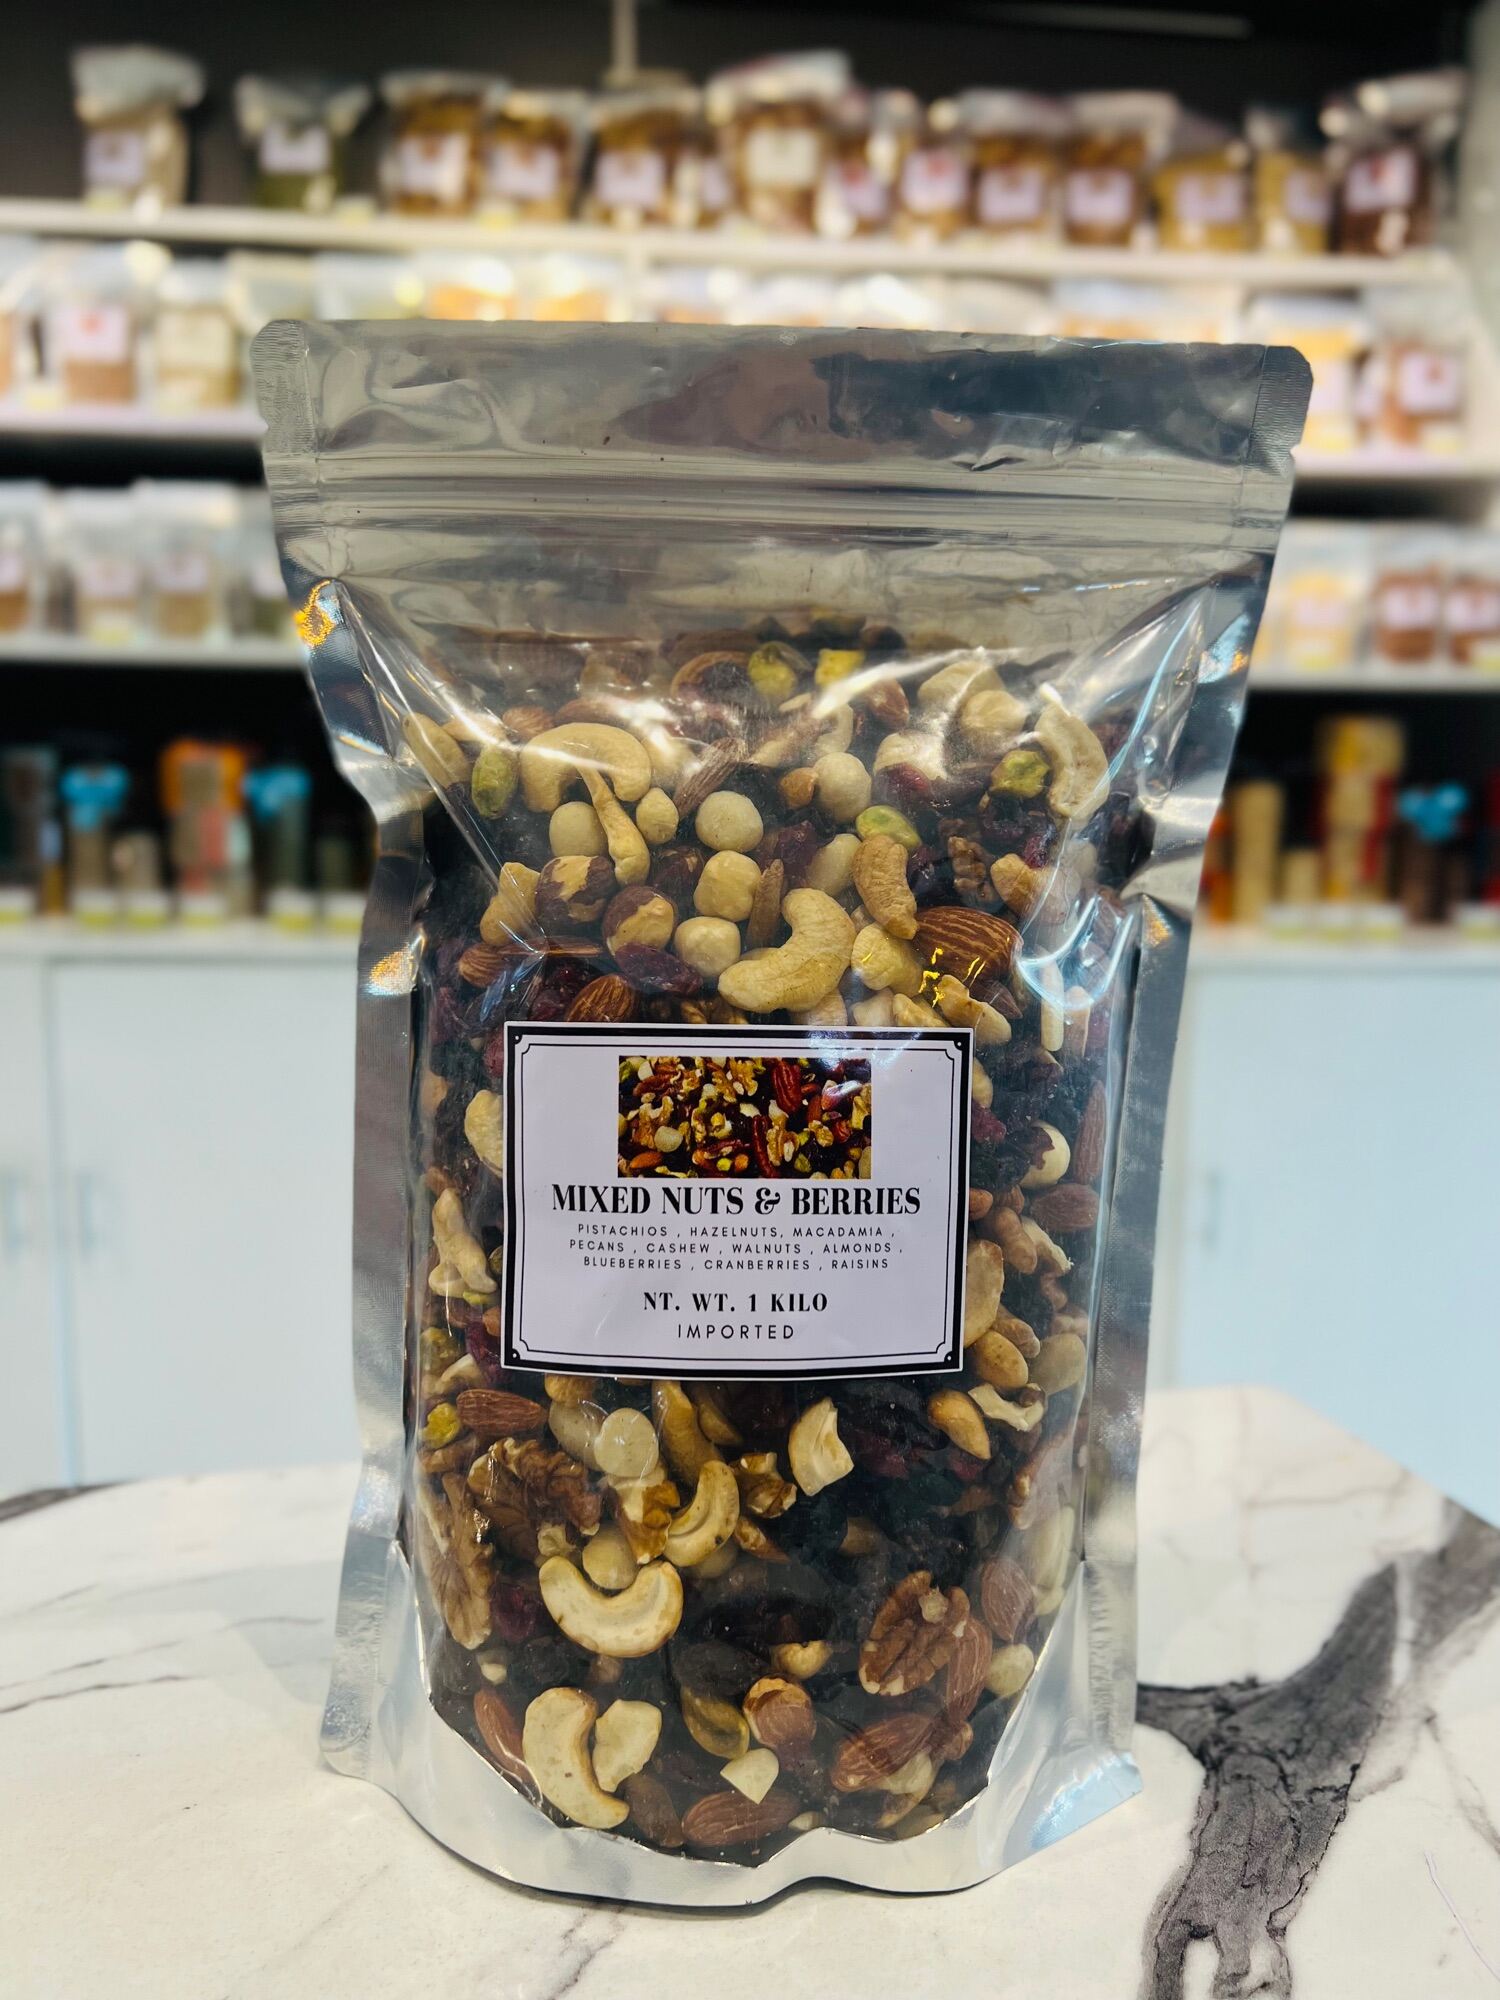 MIXED NUTS & BERRIES
PISTACHIOS , HAZELNUTS, MACADAMIA ,
PECANS , CASHEW , WALNUTS , ALMONDS ,
BLUEBERRIES , CRANBERRIES , RAISINS
NT. WT. 1 KILO
IMPORTED